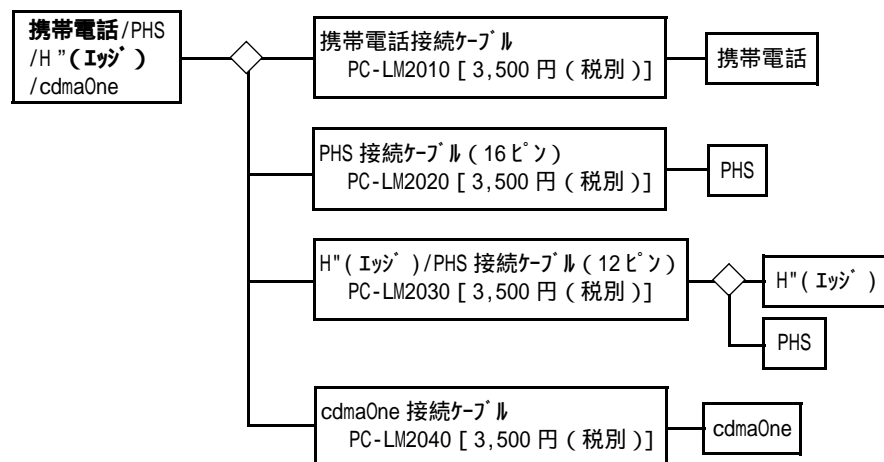 携帯電話/PHS
/H"(エッジ)
/cdmaOne
携帯電話接続ケーブル
PC-LM2010 [ 3,500 円 ( 税別 )]
携帯電話
PHS 接続ケーブル ( 16 ピン )
PC-LM2020 [ 3,500 円 ( 税別 )]
PHS
H"( エッジ )/PHS 接続ケーブル ( 12 ピン )
PC-LM2030 [ 3,500 円 ( 税別 )]
H"( エッジ )
PHS
cdmaOne 接続ケーブル
PC-LM2040 [ 3,500 円 ( 税別 )]
cdmaOne